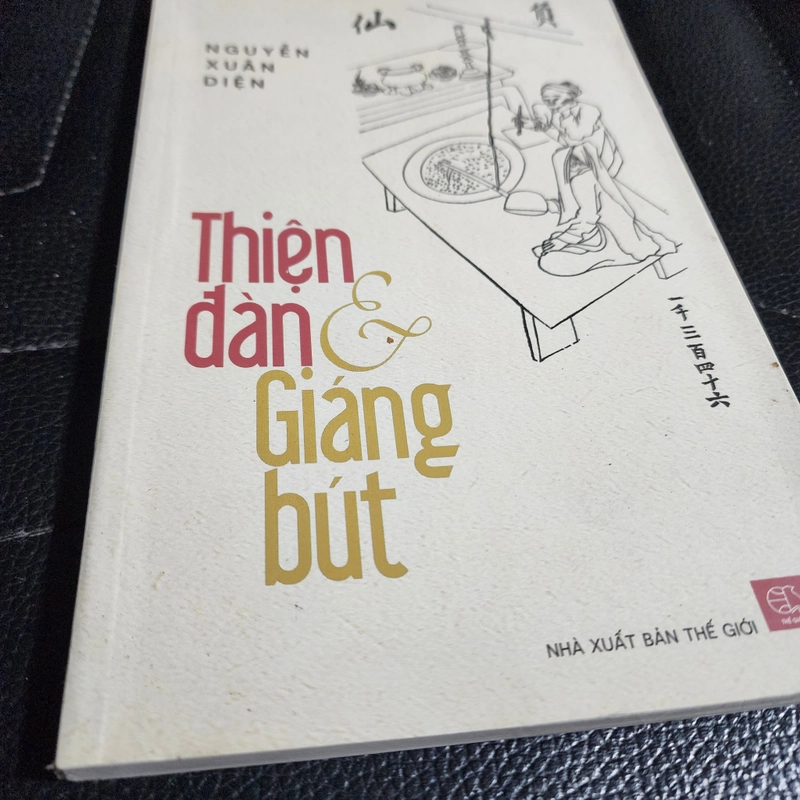 仙 負
NGUYỄN
XUÂN
DIỆN
Thiện
đàn &
Giáng
bút
一千三百四十六
NHÀ XUẤT BẢN THẾ GIỚI